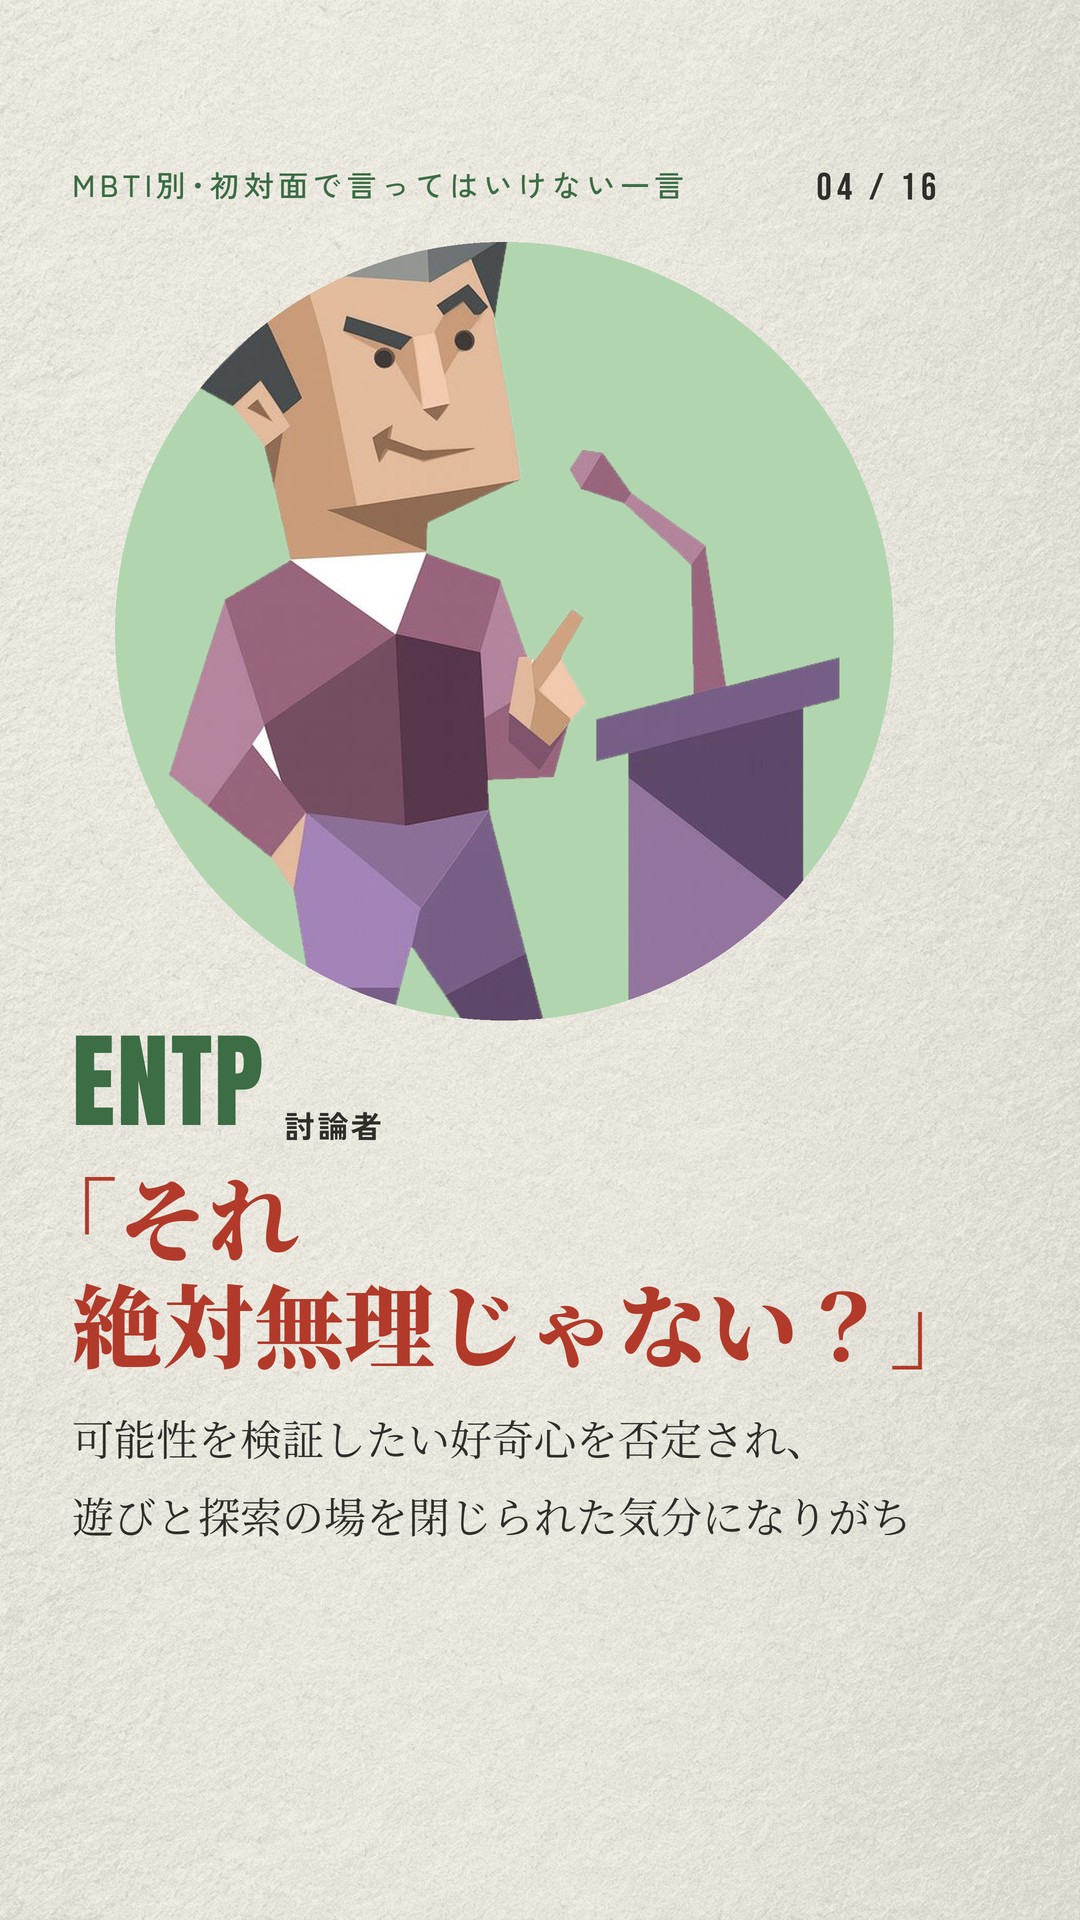 MBTI別・初対面で言ってはいけない一言
04 / 16
ENTP
討論者
「それ
絶対無理じゃない？」
可能性を検証したい好奇心を否定され、
遊びと探索の場を閉じられた気分になりがち